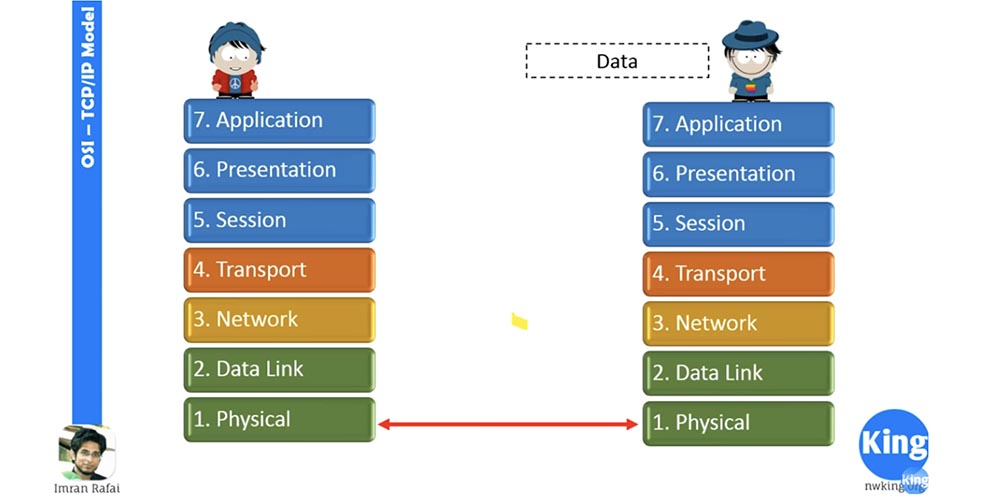 OSI – TCP/IP Model
Data
7. Application
6. Presentation
5. Session
4. Transport
3. Network
2. Data Link
1. Physical
7. Application
6. Presentation
5. Session
4. Transport
3. Network
2. Data Link
1. Physical
Imran Rafai
King
king